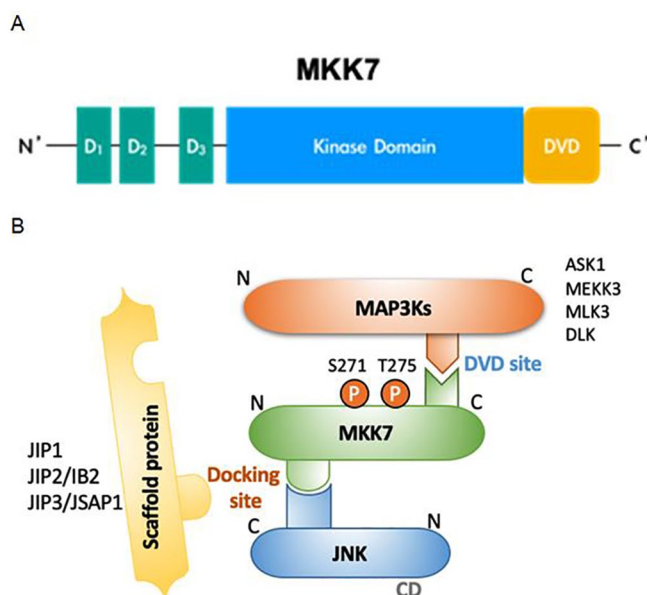 A
MKK7
N' D1 D2 D3 Kinase Domain DVD C'
B
N C
MAP3Ks
ASK1
MEKK3
MLK3
DLK
DVD site
S271 T275
P P
N C
MKK7
JIP1
JIP2/IB2
JIP3/JSAP1
Scaffold protein
Docking
site
C N
JNK
CD